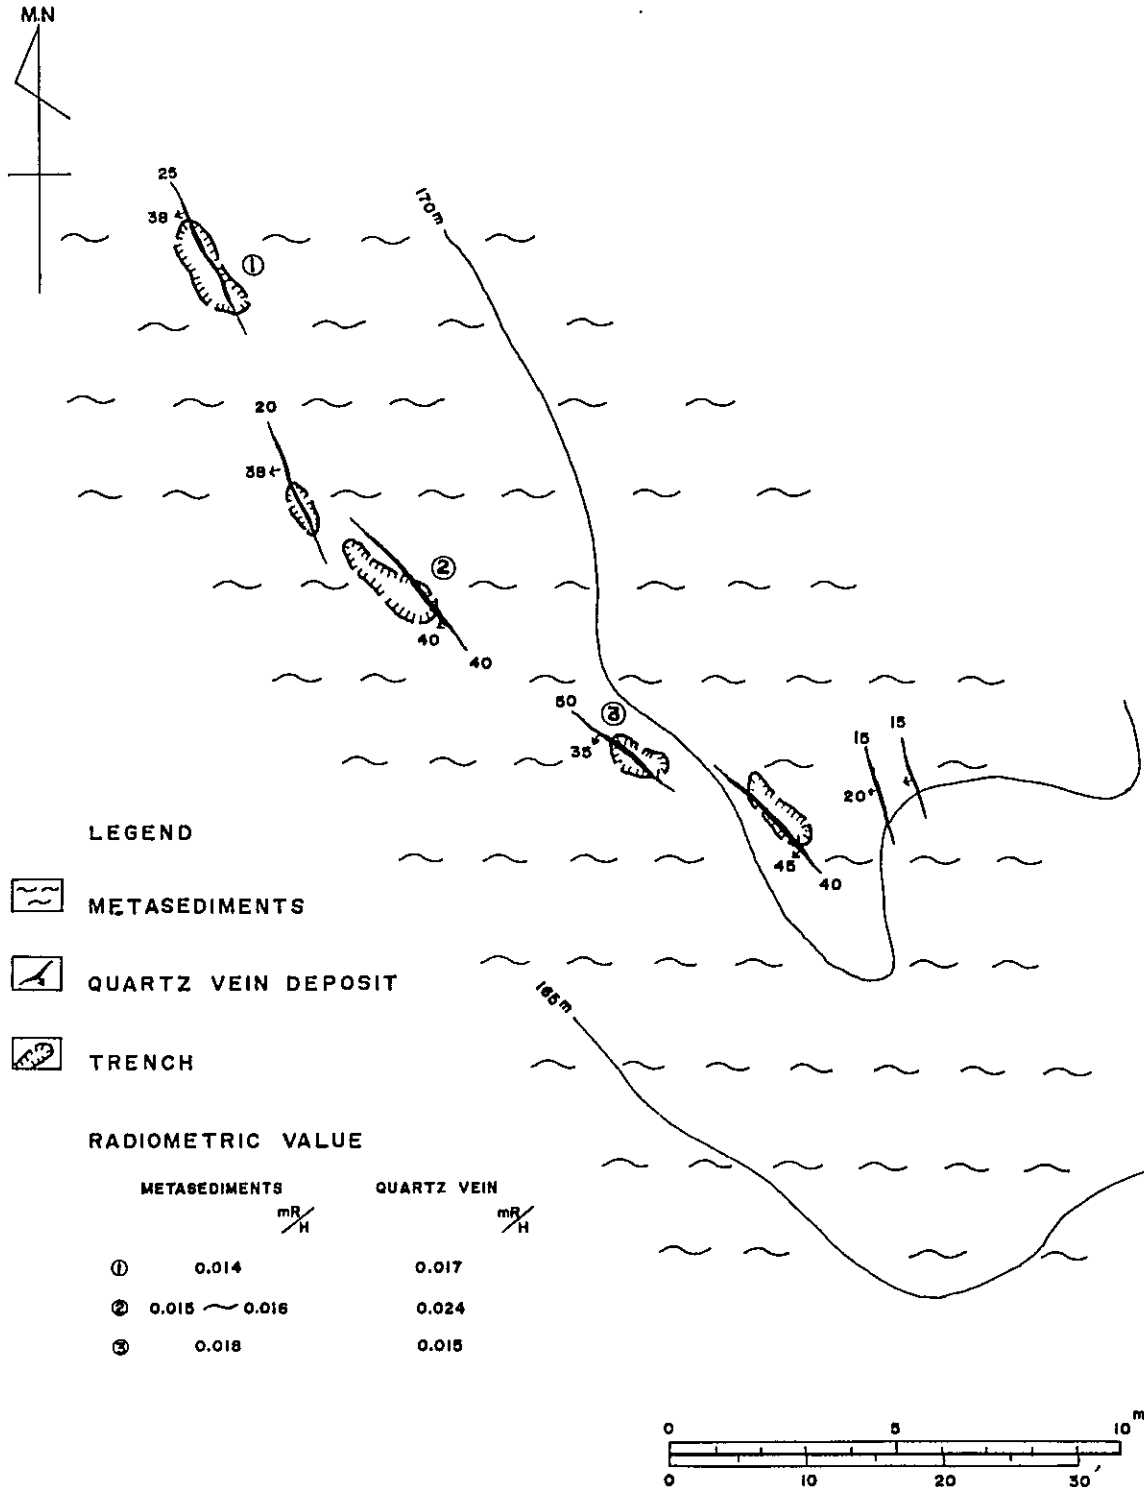 M.N
25
38
①
170m
20
38
②
40
40
50
③
35
15
15
20
45
40
LEGEND
METASEDIMENTS
QUARTZ VEIN DEPOSIT
165m
TRENCH
RADIOMETRIC VALUE
METASEDIMENTS QUARTZ VEIN
mR/H mR/H
① 0.014 0.017
② 0.015 ~ 0.016 0.024
③ 0.018 0.015
0 5 10 m
0 10 20 30'